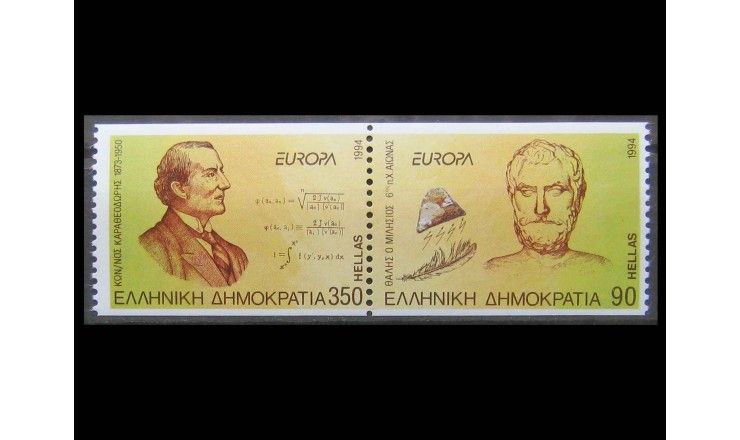 ΚΩΝ/ΝΟΣ ΚΑΡΑΘΕΟΔΩΡΗΣ 1873-1950
EUROPA
1994
HELLAS
ΕΛΛΗΝΙΚΗ ΔΗΜΟΚΡΑΤΙΑ 350
ΘΑΛΗΣ Ο ΜΙΛΗΣΙΟΣ 6ος π.Χ. ΑΙΩΝΑΣ
EUROPA
1994
HELLAS
ΕΛΛΗΝΙΚΗ ΔΗΜΟΚΡΑΤΙΑ 90